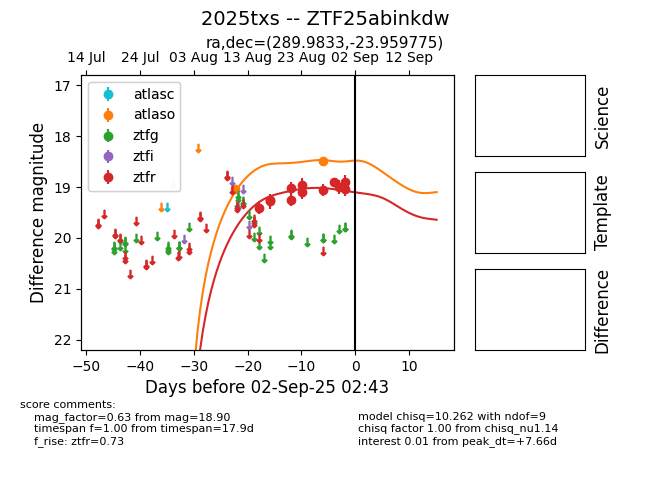 2025txs -- ZTF25abinkdw
ra,dec=(289.9833,-23.959775)
14 Jul 24 Jul 03 Aug 13 Aug 23 Aug 02 Sep 12 Sep
17
18
19
20
21
22
Difference magnitude
atlasc
atlaso
ztfg
ztfi
ztfr
−50 −40 −30 −20 −10 0 10
Days before 02-Sep-25 02:43
Science
Template
Difference
score comments:
mag_factor=0.63 from mag=18.90
timespan f=1.00 from timespan=17.9d
f_rise: ztfr=0.73
model chisq=10.262 with ndof=9
chisq factor 1.00 from chisq_nu1.14
interest 0.01 from peak_dt=+7.66d